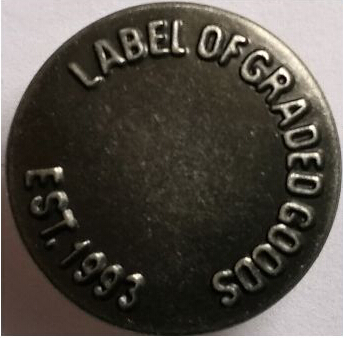 LABEL OF GRADED GOODS
EST. 1993